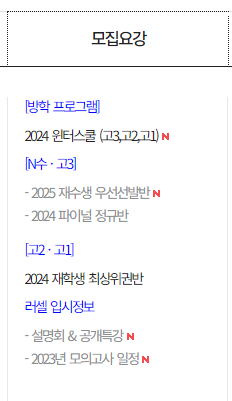 모집요강
[방학 프로그램]
2024 윈터스쿨 (고3,고2,고1) N
[N수 · 고3]
- 2025 재수생 우선선발반 N
- 2024 파이널 정규반
[고2 · 고1]
2024 재학생 최상위권반
러셀 입시정보
- 설명회 & 공개특강 N
- 2023년 모의고사 일정 N